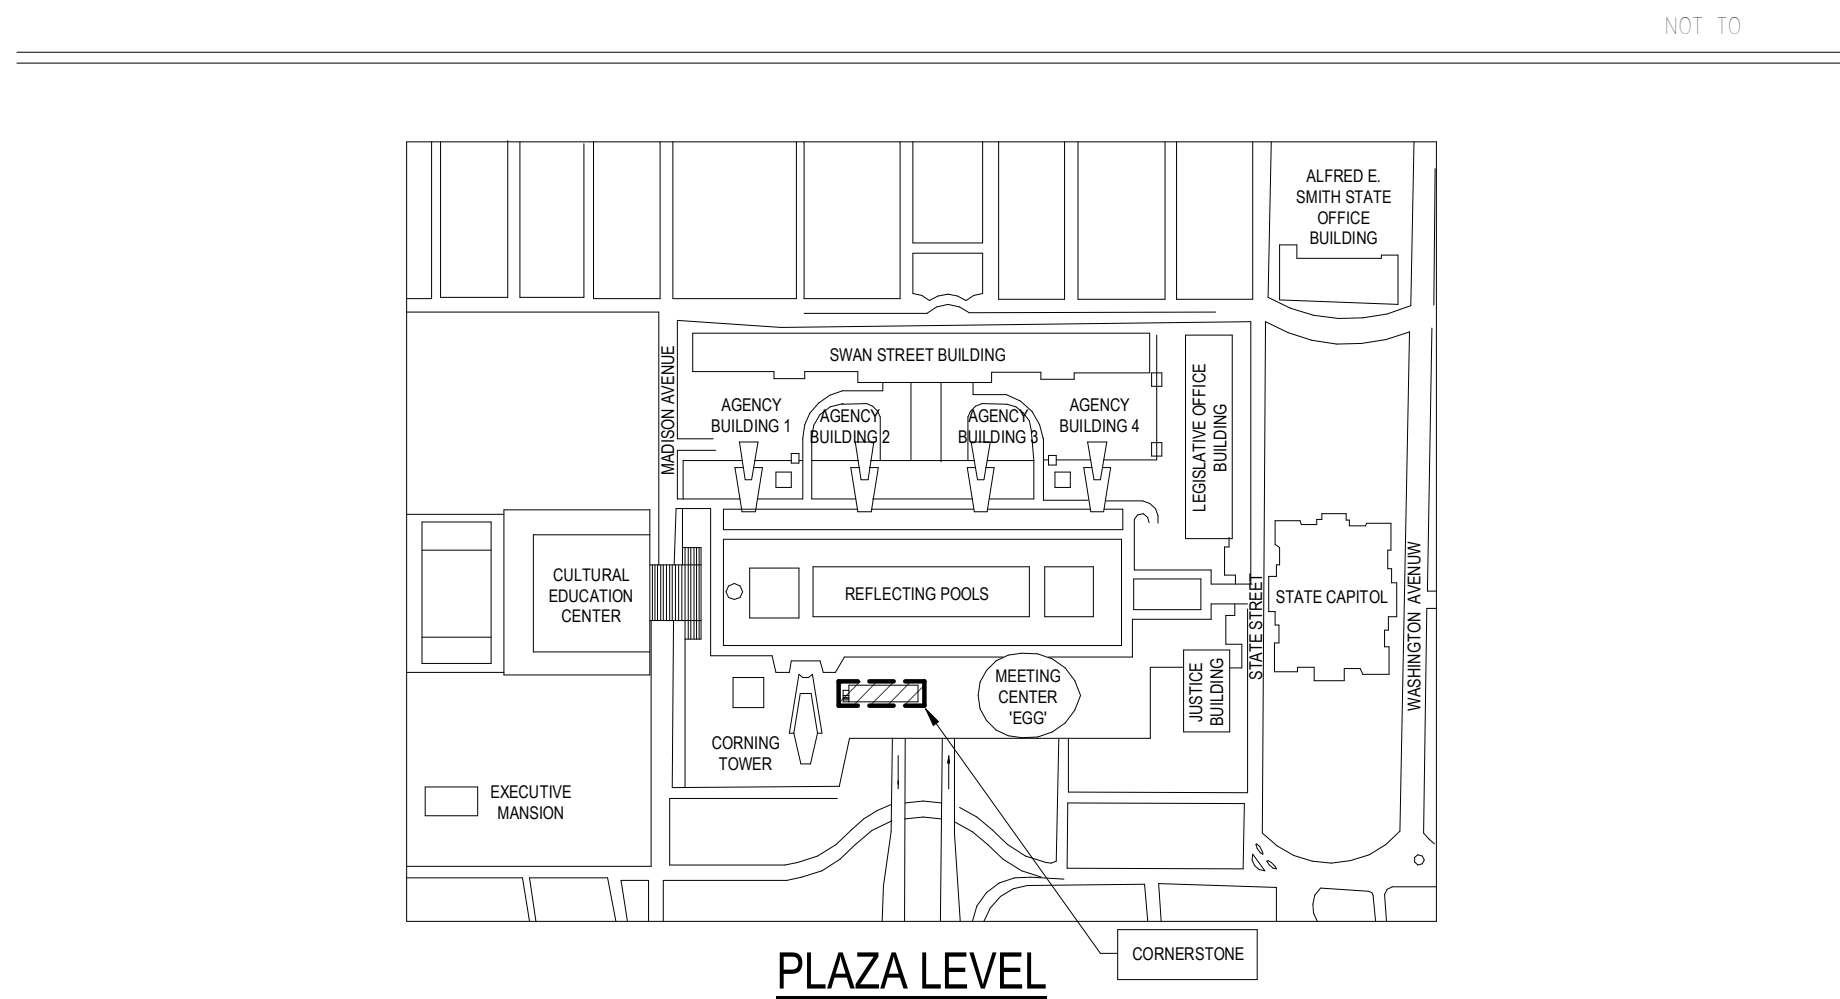 NOT TO
ALFRED E.
SMITH STATE
OFFICE
BUILDING
SWAN STREET BUILDING
MADISON AVENUE
AGENCY
BUILDING 1
AGENCY
BUILDING 2
AGENCY
BUILDING 3
AGENCY
BUILDING 4
LEGISLATIVE OFFICE
BUILDING
CULTURAL
EDUCATION
CENTER
REFLECTING POOLS
STATE STREET
STATE CAPITOL
WASHINGTON AVENUW
MEETING
CENTER
'EGG'
JUSTICE
BUILDING
CORNING
TOWER
EXECUTIVE
MANSION
CORNERSTONE
PLAZA LEVEL